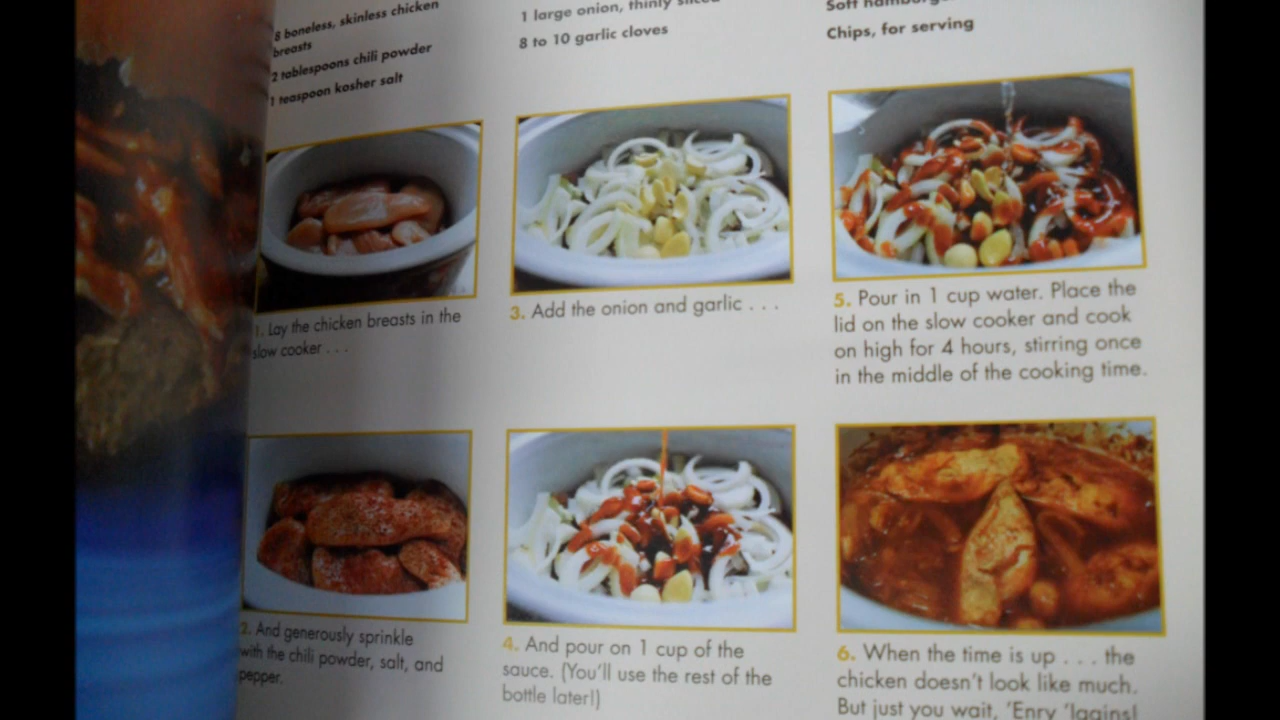 8 boneless, skinless chicken
breasts
2 tablespoons chili powder
1 teaspoon kosher salt
1 large onion, thinly sliced
8 to 10 garlic cloves
Soft
Chips, for serving
1. Lay the chicken breasts in the
slow cooker . . .
2. And generously sprinkle
with the chili powder, salt, and
pepper.
3. Add the onion and garlic . . .
4. And pour on 1 cup of the
sauce. (You'll use the rest of the
bottle later!)
5. Pour in 1 cup water. Place the
lid on the slow cooker and cook
on high for 4 hours, stirring once
in the middle of the cooking time.
6. When the time is up . . . the
chicken doesn't look like much.
But just you wait, 'Enry 'Iggins!